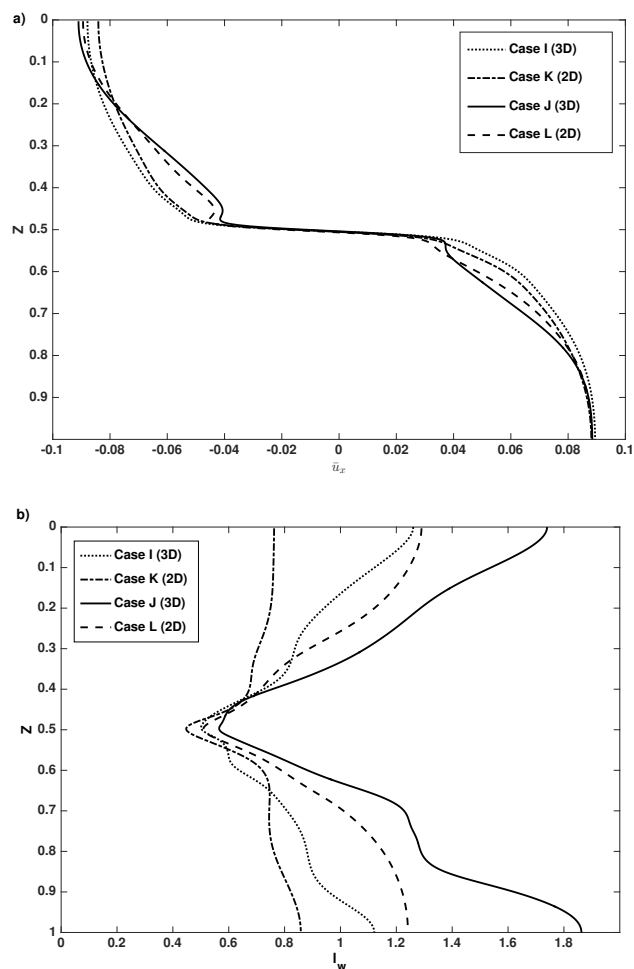 a)
0
0.1
0.2
0.3
0.4
0.5
0.6
0.7
0.8
0.9
Z
Case I (3D)
Case K (2D)
Case J (3D)
Case L (2D)
-0.1 -0.08 -0.06 -0.04 -0.02 0 0.02 0.04 0.06 0.08 0.1
ūₓ
b)
0
0.1
0.2
0.3
0.4
0.5
0.6
0.7
0.8
0.9
1
Z
Case I (3D)
Case K (2D)
Case J (3D)
Case L (2D)
0 0.2 0.4 0.6 0.8 1 1.2 1.4 1.6 1.8
I_w